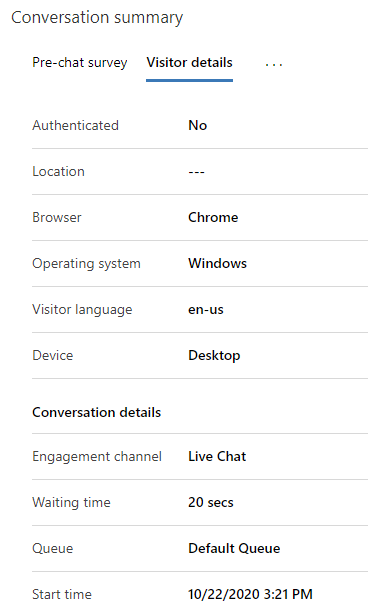 Conversation summary
Pre-chat survey Visitor details ...
Authenticated No
Location ---
Browser Chrome
Operating system Windows
Visitor language en-us
Device Desktop
Conversation details
Engagement channel Live Chat
Waiting time 20 secs
Queue Default Queue
Start time 10/22/2020 3:21 PM